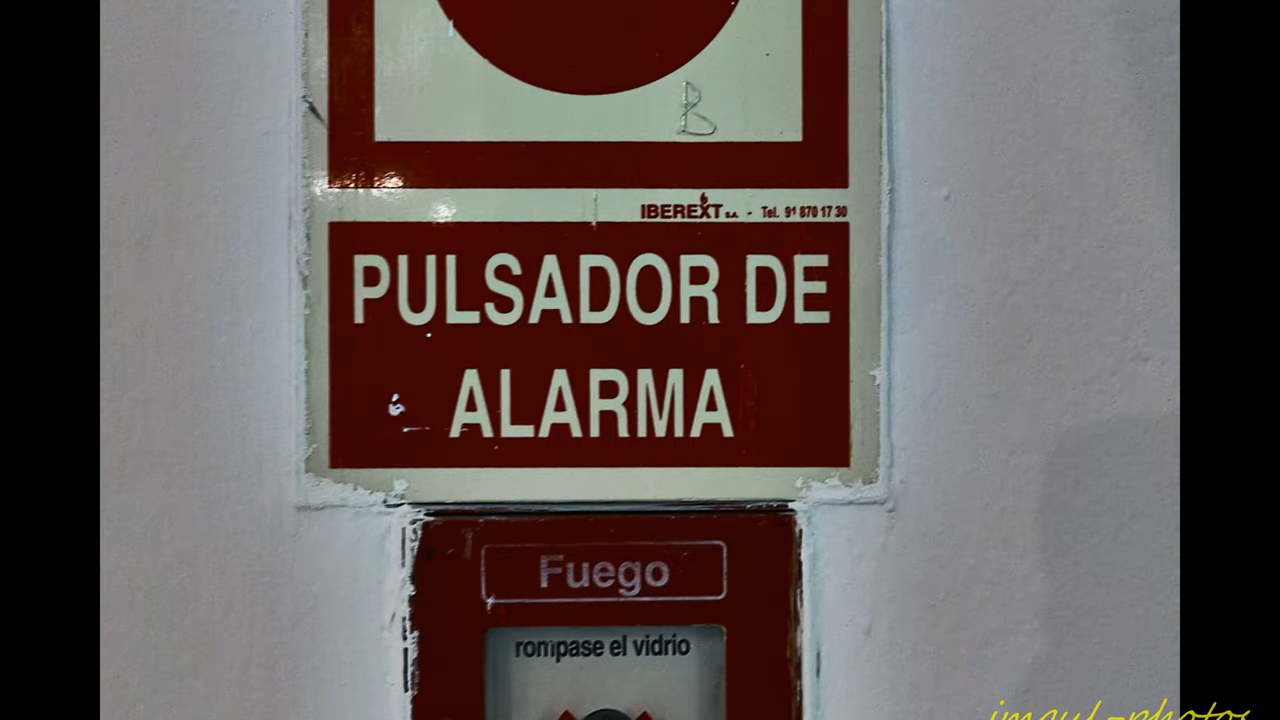 B
IBEREXT S.A. - Tel. 91 870 17 30
PULSADOR DE
ALARMA
Fuego
rompase el vidrio